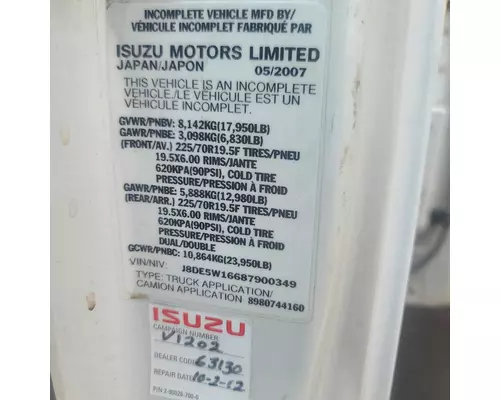 INCOMPLETE VEHICLE MFD BY/
VÉHICULE INCOMPLET FABRIQUÉ PAR
ISUZU MOTORS LIMITED
JAPAN/JAPON 05/2007
THIS VEHICLE IS AN INCOMPLETE
VEHICLE/LE VÉHICULE EST UN
VÉHICULE INCOMPLET.
GVWR/PNBV: 8,142KG(17,950LB)
GAWR/PNBE: 3,098KG(6,830LB)
(FRONT/AV.) 225/70R19.5F TIRES/PNEU
19.5X6.00 RIMS/JANTE
620KPA(90PSI), COLD TIRE
PRESSURE/PRESSION À FROID
GAWR/PNBE: 5,888KG(12,980LB)
(REAR/ARR.) 225/70R19.5F TIRES/PNEU
19.5X6.00 RIMS/JANTE
620KPA(90PSI), COLD TIRE
PRESSURE/PRESSION À FROID
DUAL/DOUBLE
GCWR/PNBC: 10,864KG(23,950LB)
VIN/NIV: J8DE5W16687900349
TYPE: TRUCK APPLICATION/
CAMION APPLICATION 8980744160
ISUZU
CAMPAIGN NUMBER
V1202
DEALER CODE 63130
REPAIR DATE 10-2-12